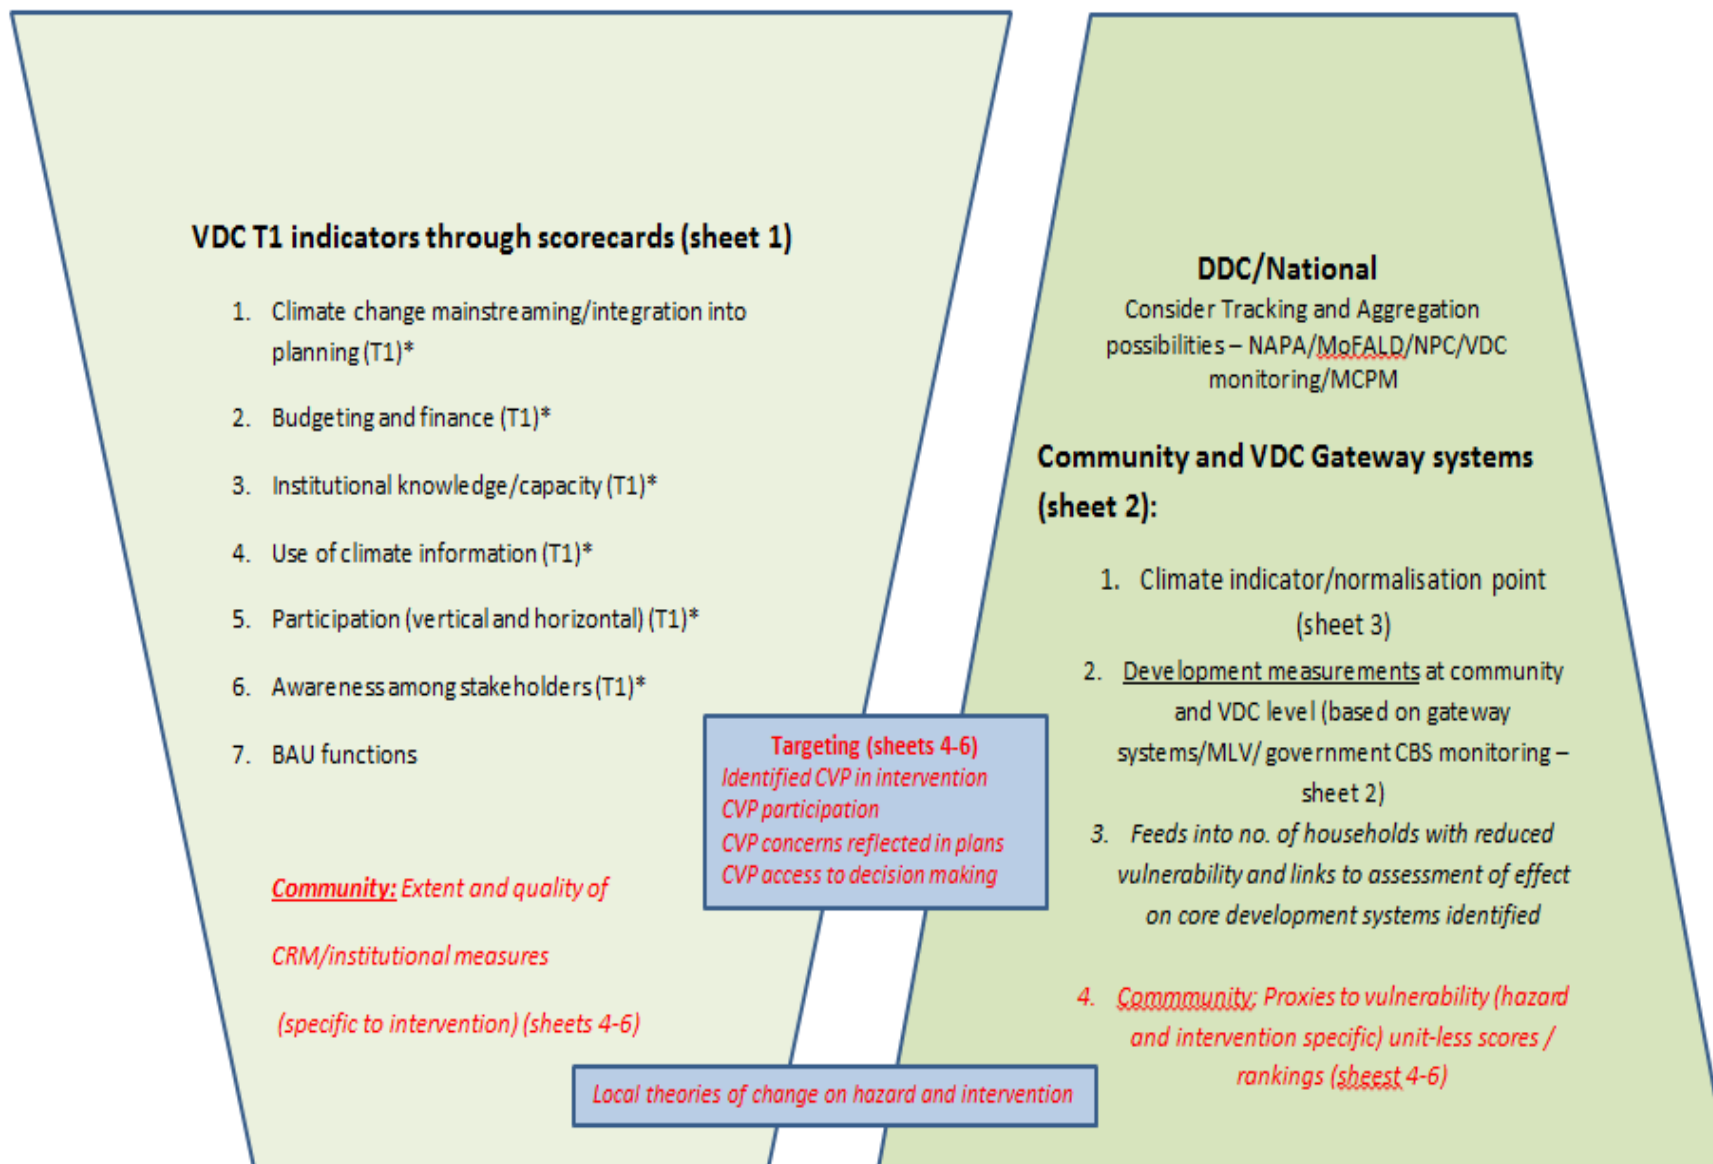 VDC T1 indicators through scorecards (sheet 1)
1. Climate change mainstreaming/integration into
planning (T1)*
2. Budgeting and finance (T1)*
3. Institutional knowledge/capacity (T1)*
4. Use of climate information (T1)*
5. Participation (vertical and horizontal) (T1)*
6. Awareness among stakeholders (T1)*
7. BAU functions
Community: Extent and quality of
CRM/institutional measures
(specific to intervention) (sheets 4-6)
Targeting (sheets 4-6)
Identified CVP in intervention
CVP participation
CVP concerns reflected in plans
CVP access to decision making
Local theories of change on hazard and intervention
DDC/National
Consider Tracking and Aggregation
possibilities – NAPA/MoFALD/NPC/VDC
monitoring/MCPM
Community and VDC Gateway systems
(sheet 2):
1. Climate indicator/normalisation point
(sheet 3)
2. Development measurements at community
and VDC level (based on gateway
systems/MLV/ government CBS monitoring –
sheet 2)
3. Feeds into no. of households with reduced
vulnerability and links to assessment of effect
on core development systems identified
4. Commmunity; Proxies to vulnerability (hazard
and intervention specific) unit-less scores /
rankings (sheest 4-6)